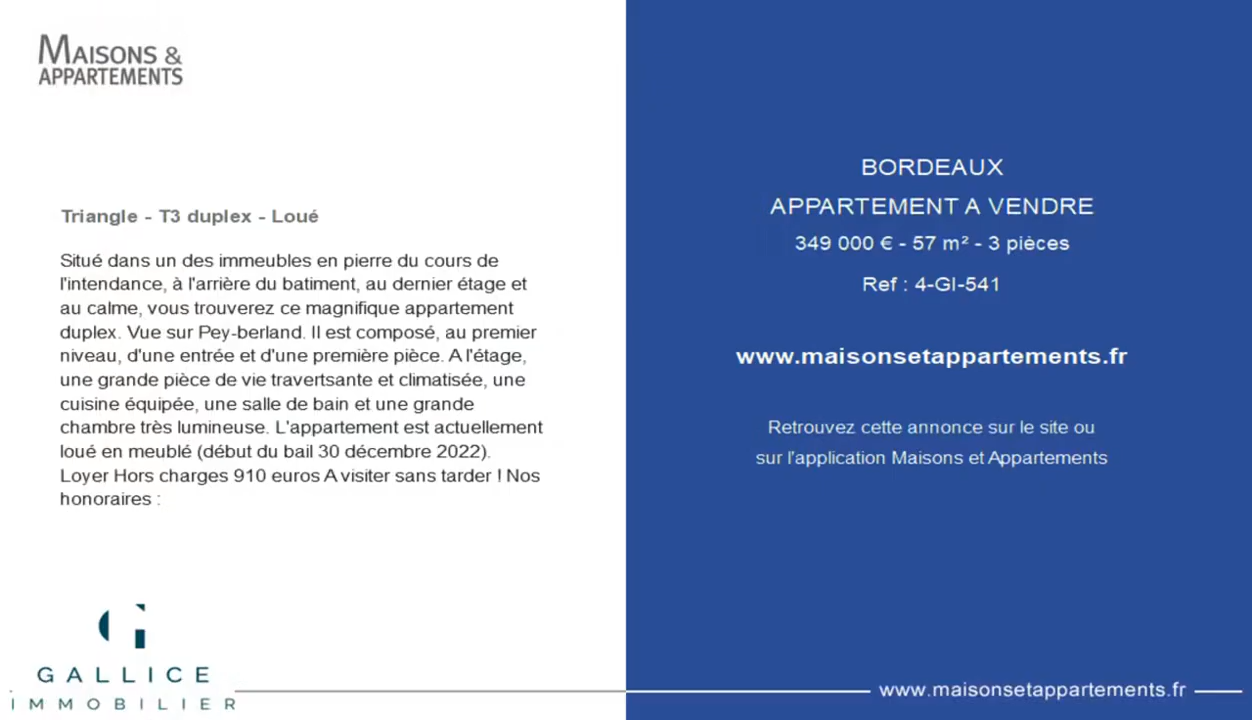 MAISONS &
APPARTEMENTS
Triangle - T3 duplex - Loué
Situé dans un des immeubles en pierre du cours de
l'intendance, à l'arrière du batiment, au dernier étage et
au calme, vous trouverez ce magnifique appartement
duplex. Vue sur Pey-berland. Il est composé, au premier
niveau, d'une entrée et d'une première pièce. A l'étage,
une grande pièce de vie travertsante et climatisée, une
cuisine équipée, une salle de bain et une grande
chambre très lumineuse. L'appartement est actuellement
loué en meublé (début du bail 30 décembre 2022).
Loyer Hors charges 910 euros A visiter sans tarder ! Nos
honoraires :
GALLICE
IMMOBILIER
BORDEAUX
APPARTEMENT A VENDRE
349 000 € - 57 m² - 3 pièces
Ref : 4-GI-541
www.maisonsetappartements.fr
Retrouvez cette annonce sur le site ou
sur l'application Maisons et Appartements
www.maisonsetappartements.fr